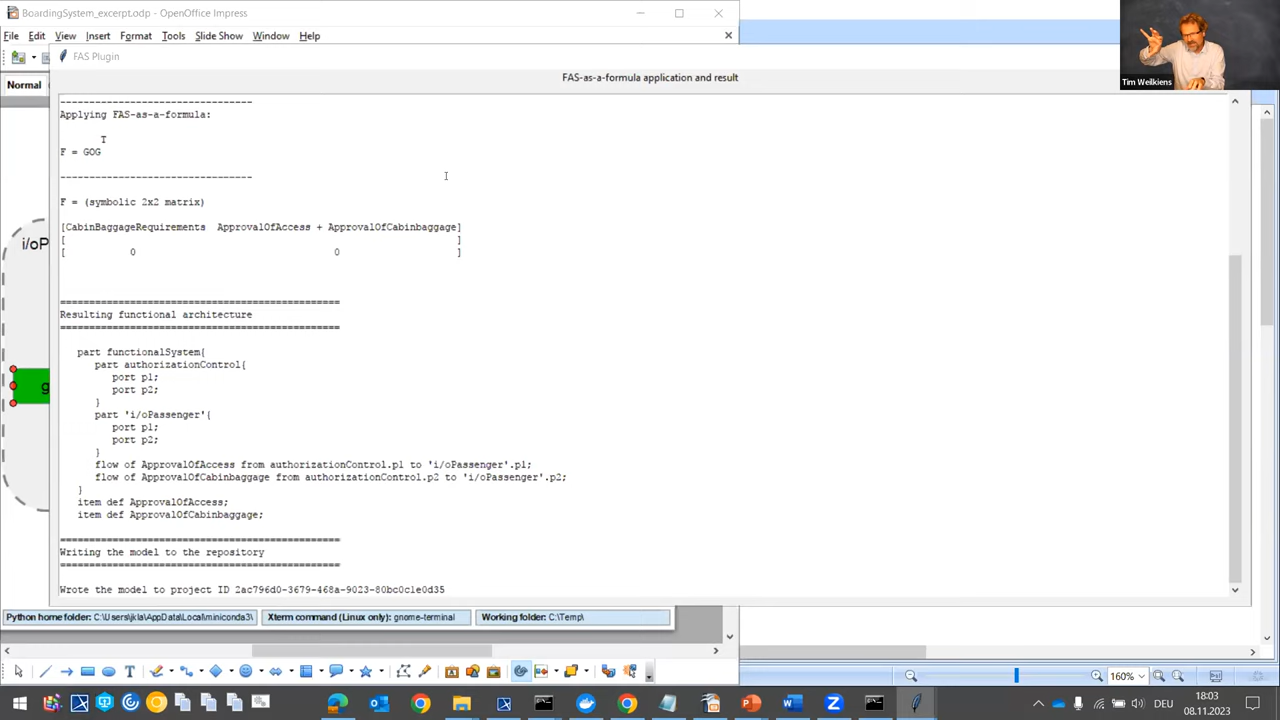 BoardingSystem_excerpt.odp - OpenOffice Impress
File Edit View Insert Format Tools Slide Show Window Help
FAS Plugin
Tim Weilkiens
FAS-as-a-formula application and result
Normal
---------------------------------
Applying FAS-as-a-formula:
T
F = GOG
---------------------------------
F = (symbolic 2x2 matrix)
[CabinBaggageRequirements ApprovalOfAccess + ApprovalOfCabinbaggage]
[ ]
[ 0 0 ]
i/oP
g
================================================
Resulting functional architecture
================================================
part functionalSystem{
part authorizationControl{
port p1;
port p2;
}
part 'i/oPassenger'{
port p1;
port p2;
}
flow of ApprovalOfAccess from authorizationControl.p1 to 'i/oPassenger'.p1;
flow of ApprovalOfCabinbaggage from authorizationControl.p2 to 'i/oPassenger'.p2;
}
item def ApprovalOfAccess;
item def ApprovalOfCabinbaggage;
================================================
Writing the model to the repository
================================================
Wrote the model to project ID 2ac796d0-3679-468a-9023-80bc0c1e0d35
Python home folder: C:\Users\jkla\AppData\Local\miniconda3\ Xterm command (Linux only): gnome-terminal Working folder: C:\Temp\
160%
18:03
DEU
08.11.2023